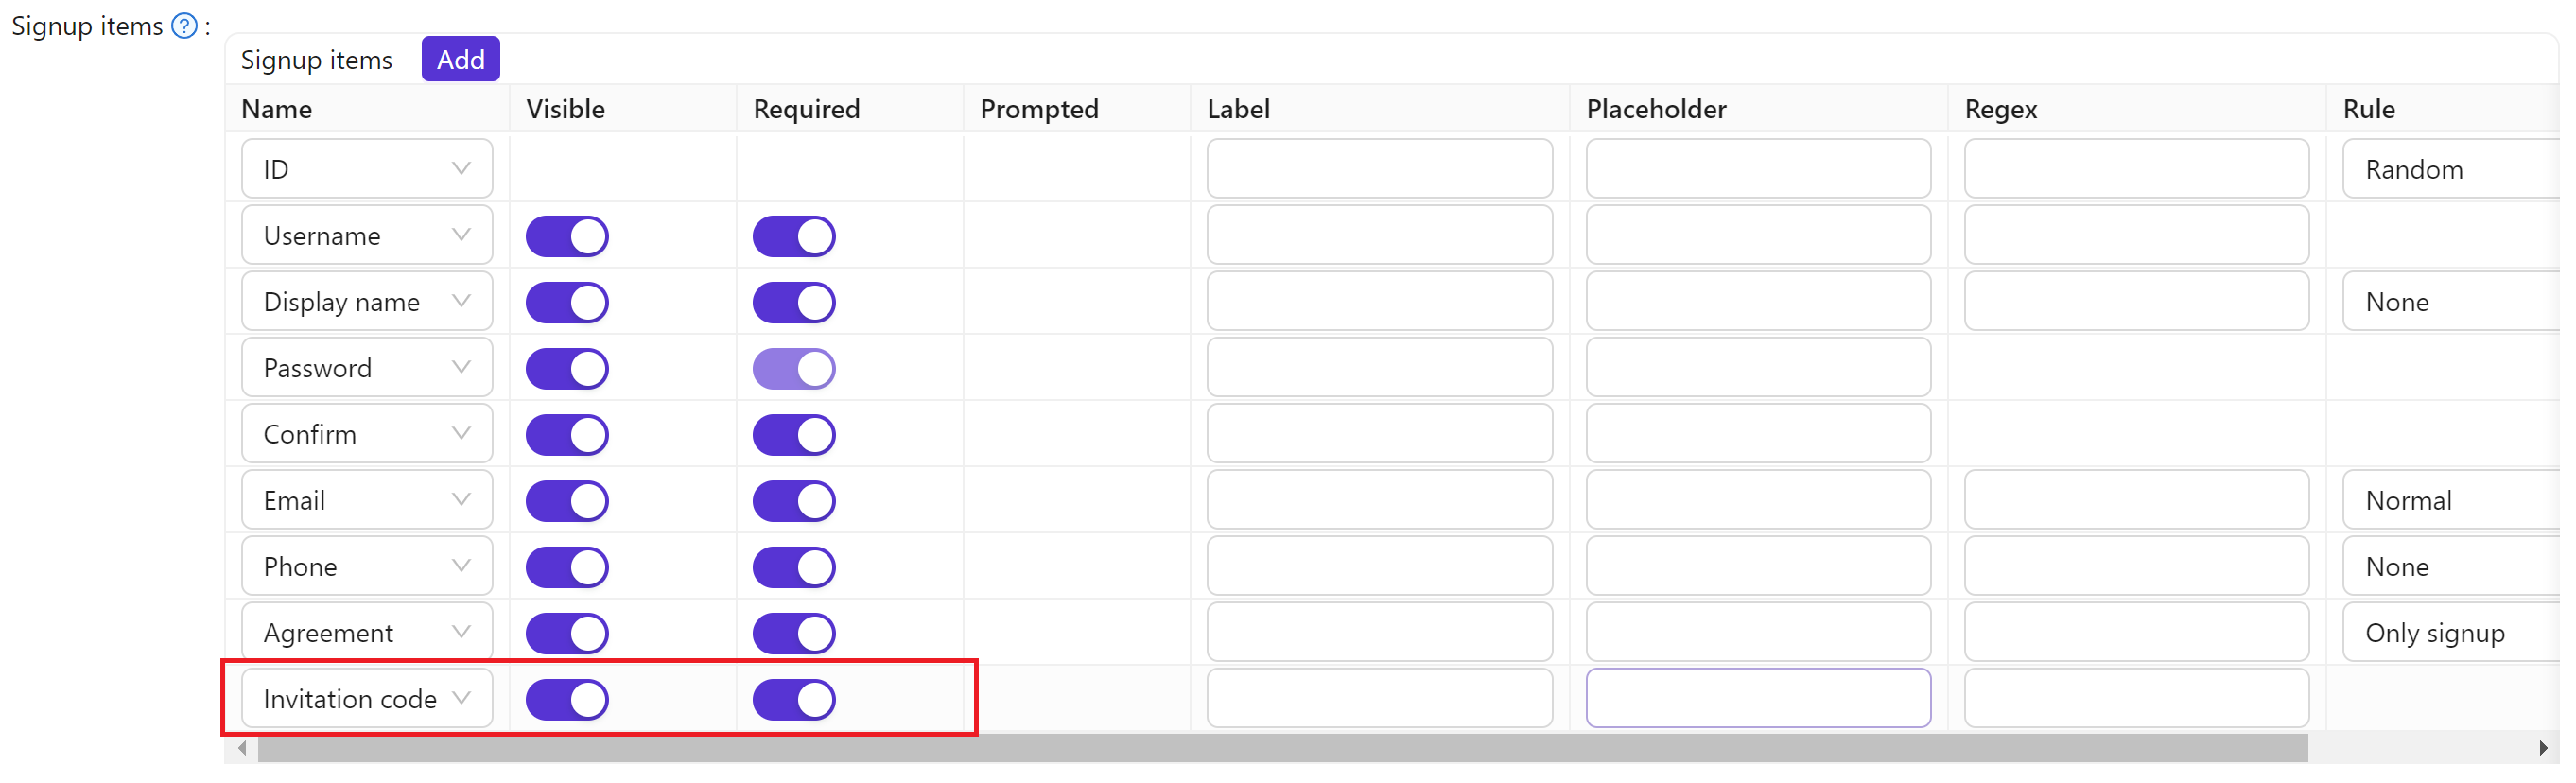 Signup items ? :
Signup items Add
Name Visible Required Prompted Label Placeholder Regex Rule
ID Random
Username
Display name None
Password
Confirm
Email Normal
Phone None
Agreement Only signup
Invitation code